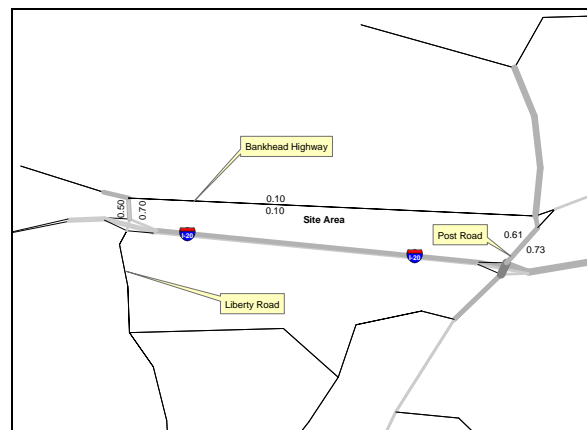 Bankhead Highway
0.50
0.70
0.10
0.10
Site Area
I-20
I-20
Post Road
0.61
0.73
Liberty Road